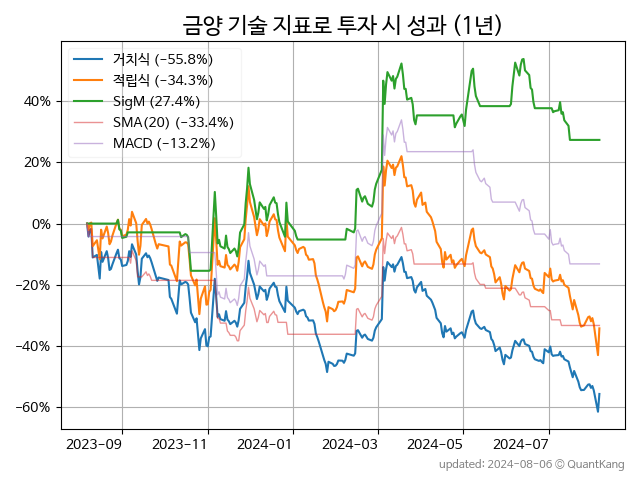 금양 기술 지표로 투자 시 성과 (1년)
거치식 (-55.8%)
적립식 (-34.3%)
SigM (27.4%)
SMA(20) (-33.4%)
MACD (-13.2%)
40%
20%
0%
-20%
-40%
-60%
2023-09 2023-11 2024-01 2024-03 2024-05 2024-07
updated: 2024-08-06 © QuantKang